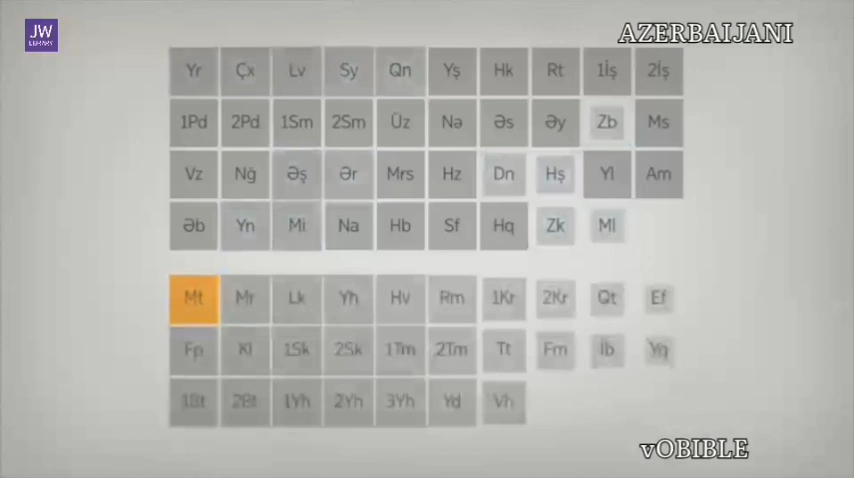 JW
LIBRARY
AZERBAIJANI
Yr Çx Lv Sy Qn Yş Hk Rt 1İş 2İş
1Pd 2Pd 1Sm 2Sm Üz Nə Əs Əy Zb Ms
Vz Nğ Əş Ər Mrs Hz Dn Hş Yl Am
Əb Yn Mi Na Hb Sf Hq Zk Ml
Mt Mr Lk Yh Hv Rm 1Kr 2Kr Qt Ef
Fp Kl 1Sk 2Sk 1Tm 2Tm Tt Fm İb Yq
1Bt 2Bt 1Yh 2Yh 3Yh Yd Vh
vOBIBLE